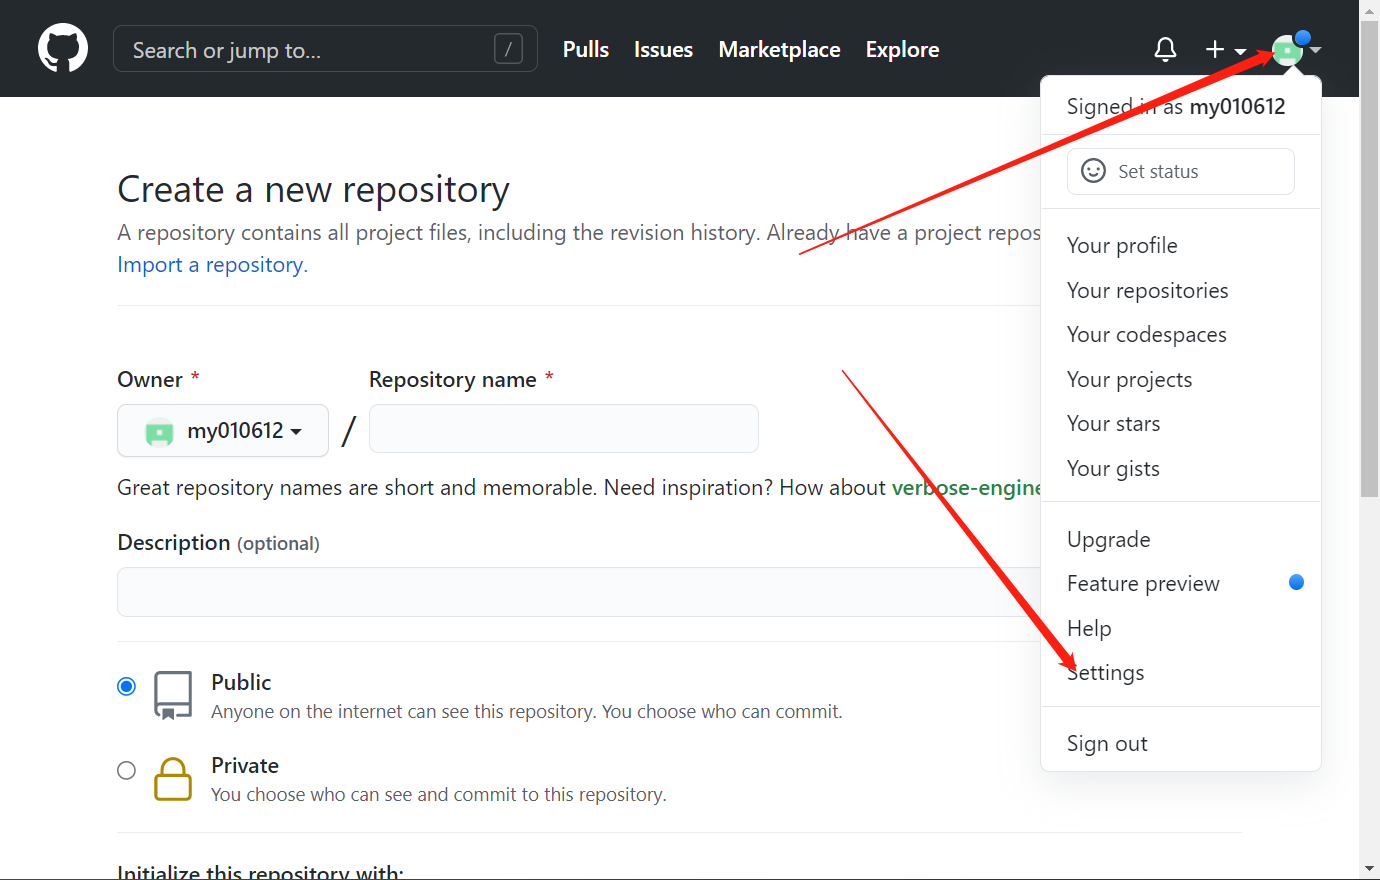 Search or jump to... /
Pulls Issues Marketplace Explore
Signed in as my010612
Set status
Your profile
Your repositories
Your codespaces
Your projects
Your stars
Your gists
Upgrade
Feature preview
Help
Settings
Sign out
Create a new repository
A repository contains all project files, including the revision history. Already have a project repos
Import a repository.
Owner *
Repository name *
my010612 /
Great repository names are short and memorable. Need inspiration? How about verbose-engine
Description (optional)
Public
Anyone on the internet can see this repository. You choose who can commit.
Private
You choose who can see and commit to this repository.
Initialize this repository with: